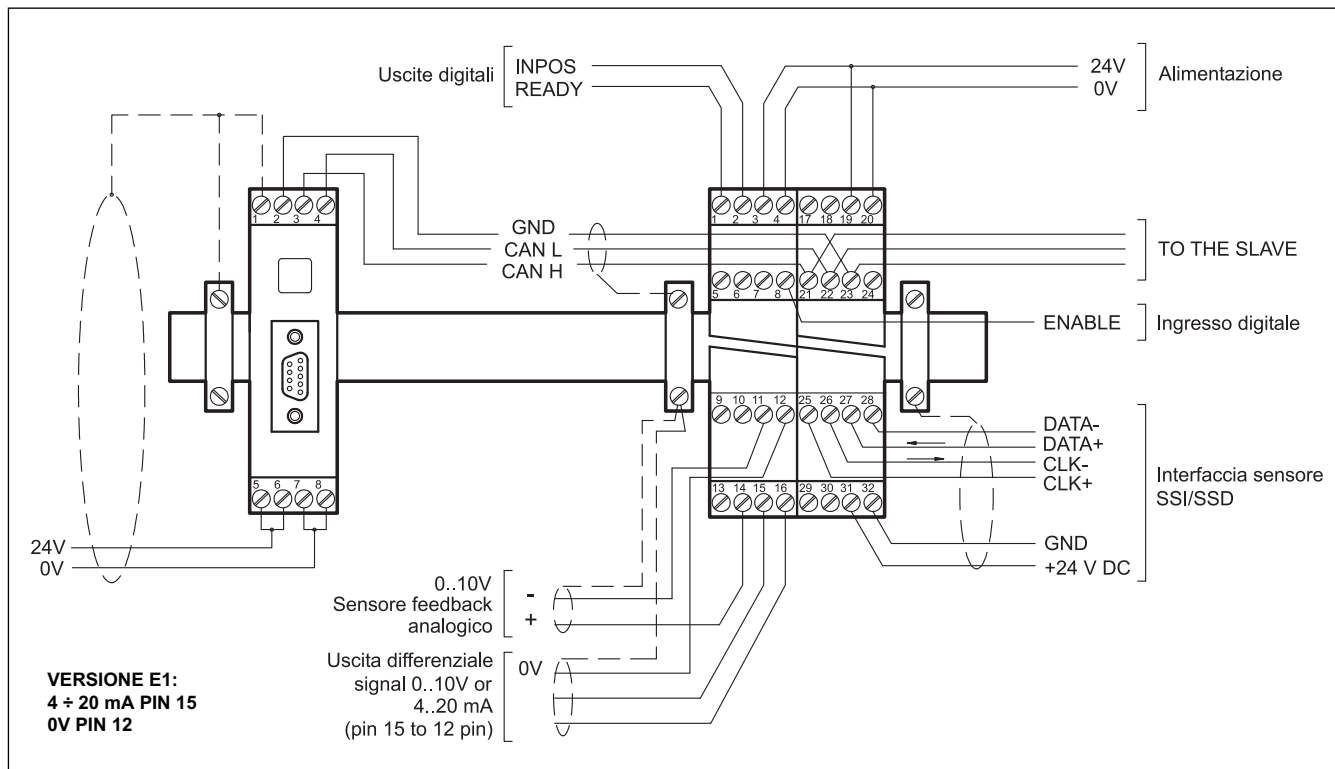 Uscite digitali
INPOS
READY
24V
0V
Alimentazione
1 2 3 4
1 2 3 4 17 18 19 20
GND
CAN L
CAN H
TO THE SLAVE
5 6 7 8 21 22 23 24
ENABLE
Ingresso digitale
9 10 11 12 25 26 27 28
DATA-
DATA+
CLK-
CLK+
Interfaccia sensore
SSI/SSD
5 6 7 8
13 14 15 16 29 30 31 32
24V
0V
GND
+24 V DC
0..10V
Sensore feedback
analogico
-
+
Uscita differenziale
signal 0..10V or
4..20 mA
(pin 15 to 12 pin)
0V
VERSIONE E1:
4 ÷ 20 mA PIN 15
0V PIN 12